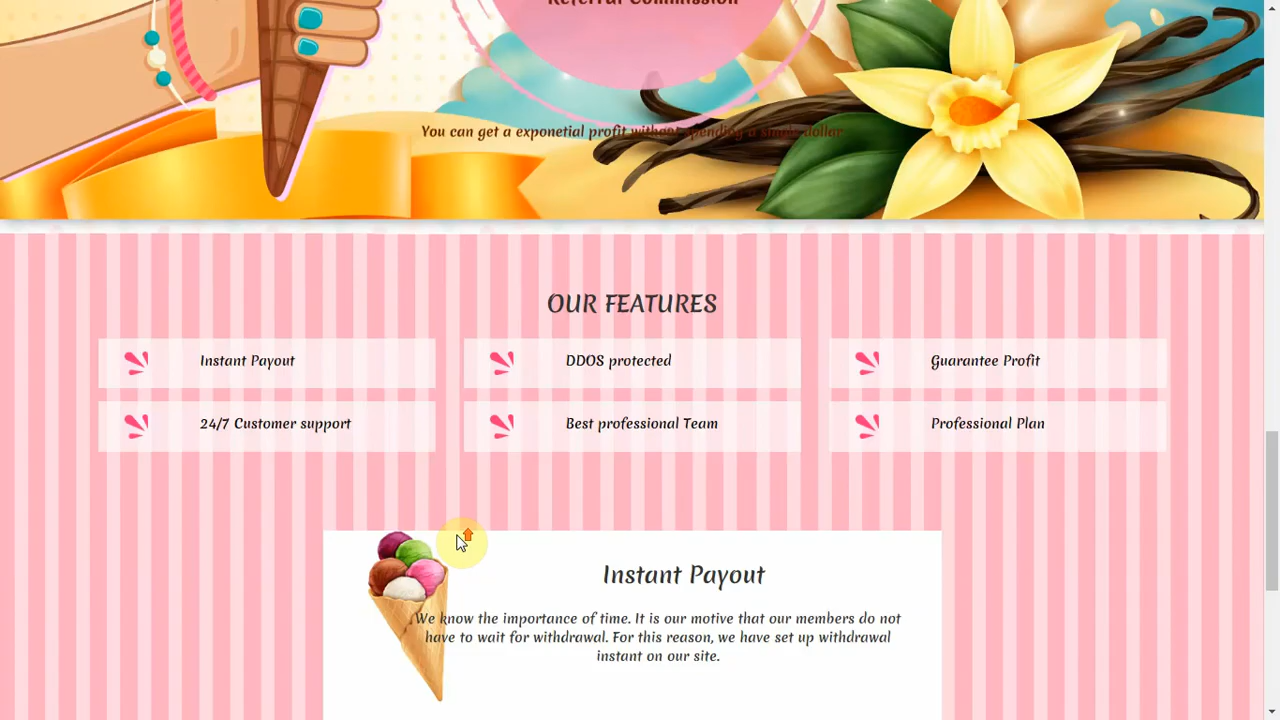 Referral Commission
You can get a exponetial profit without spending a single dollar
OUR FEATURES
Instant Payout
DDOS protected
Guarantee Profit
24/7 Customer support
Best professional Team
Professional Plan
Instant Payout
We know the importance of time. It is our motive that our members do not
have to wait for withdrawal. For this reason, we have set up withdrawal
instant on our site.